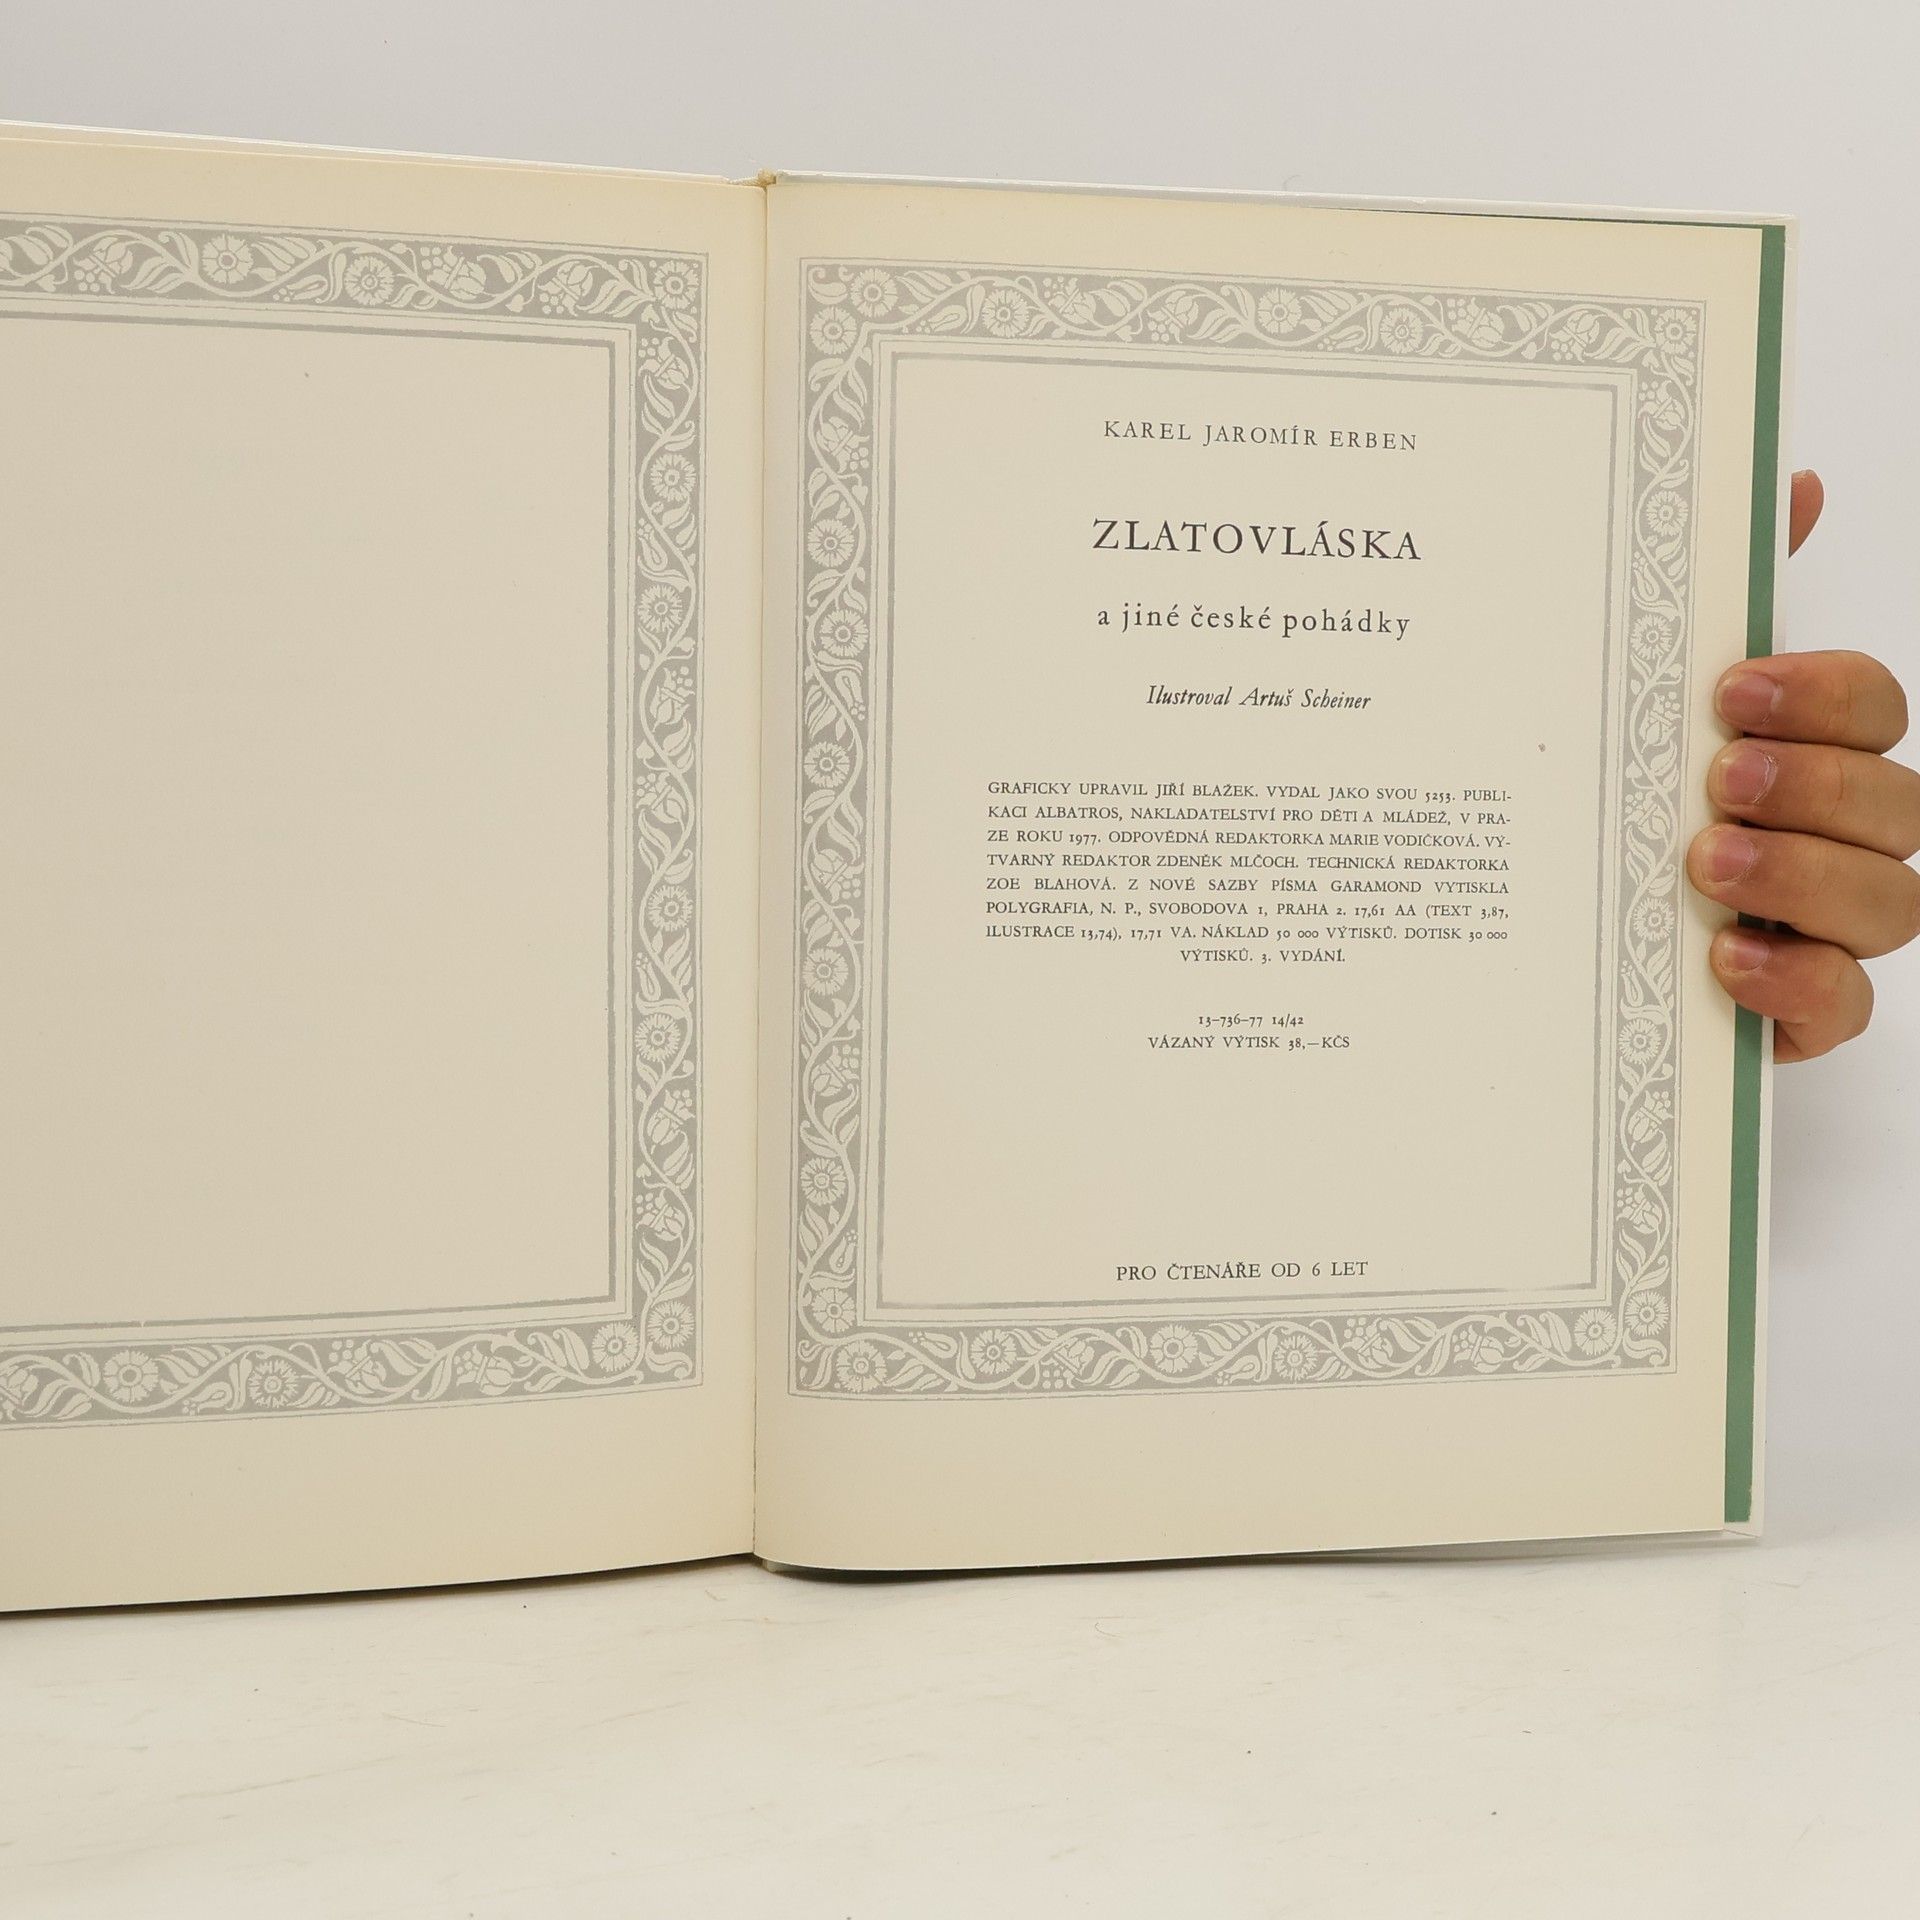 KAREL JAROMÍR ERBEN
ZLATOVLÁSKA
a jiné české pohádky
Ilustroval Artuš Scheiner
GRAFICKY UPRAVIL JIŘÍ BLAŽEK. VYDAL JAKO SVOU 5253. PUBLI-
KACI ALBATROS, NAKLADATELSTVÍ PRO DĚTI A MLÁDEŽ, V PRA-
ZE ROKU 1977. ODPOVĚDNÁ REDAKTORKA MARIE VODIČKOVÁ. VÝ-
TVARNÝ REDAKTOR ZDENĚK MLČOCH. TECHNICKÁ REDAKTORKA
ZOE BLAHOVÁ. Z NOVÉ SAZBY PÍSMA GARAMOND VYTISKLA
POLYGRAFIA, N. P., SVOBODOVA 1, PRAHA 2. 17,61 AA (TEXT 3,87,
ILUSTRACE 13,74), 17,71 VA. NÁKLAD 50 000 VÝTISKŮ. DOTISK 30 000
VÝTISKŮ. 3. VYDÁNÍ.
13–736–77 14/42
VÁZANÝ VÝTISK 38,—KČS
PRO ČTENÁŘE OD 6 LET